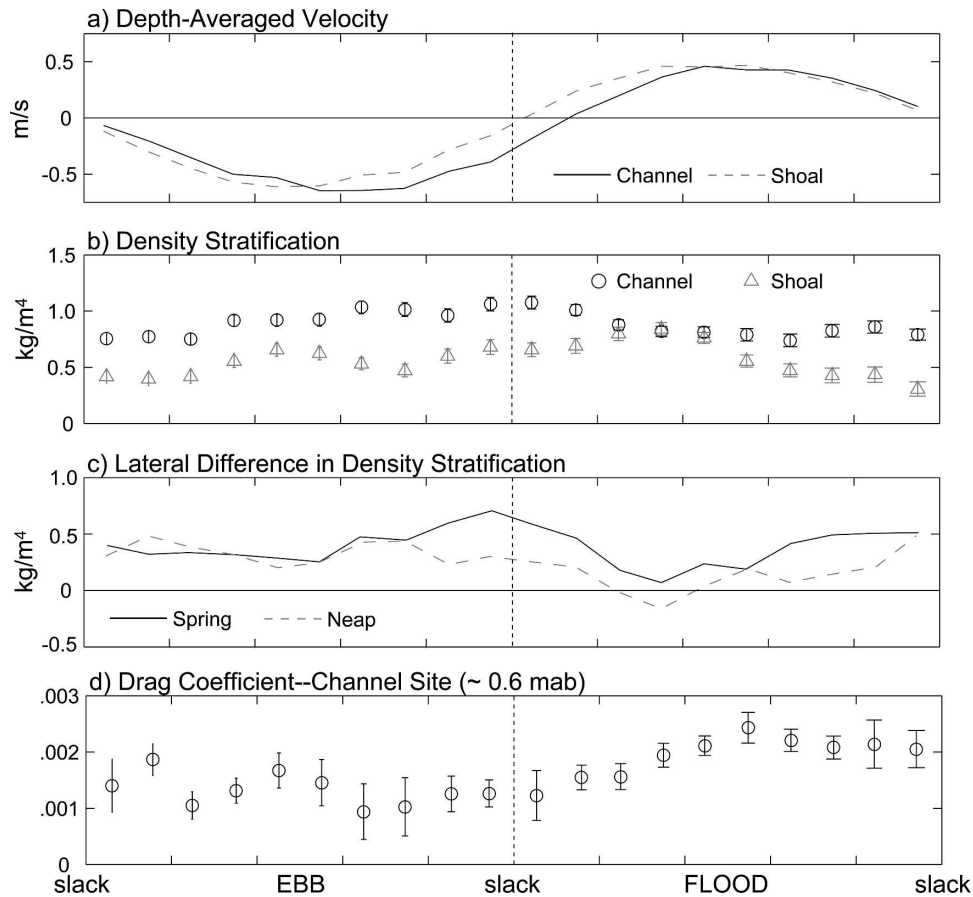 a) Depth-Averaged Velocity
0.5
0
-0.5
m/s
Channel
Shoal
b) Density Stratification
1.5
1.0
0.5
0
kg/m⁴
Channel
Shoal
c) Lateral Difference in Density Stratification
1.0
0.5
0
-0.5
kg/m⁴
Spring
Neap
d) Drag Coefficient--Channel Site (~ 0.6 mab)
.003
.002
.001
0
slack EBB slack FLOOD slack